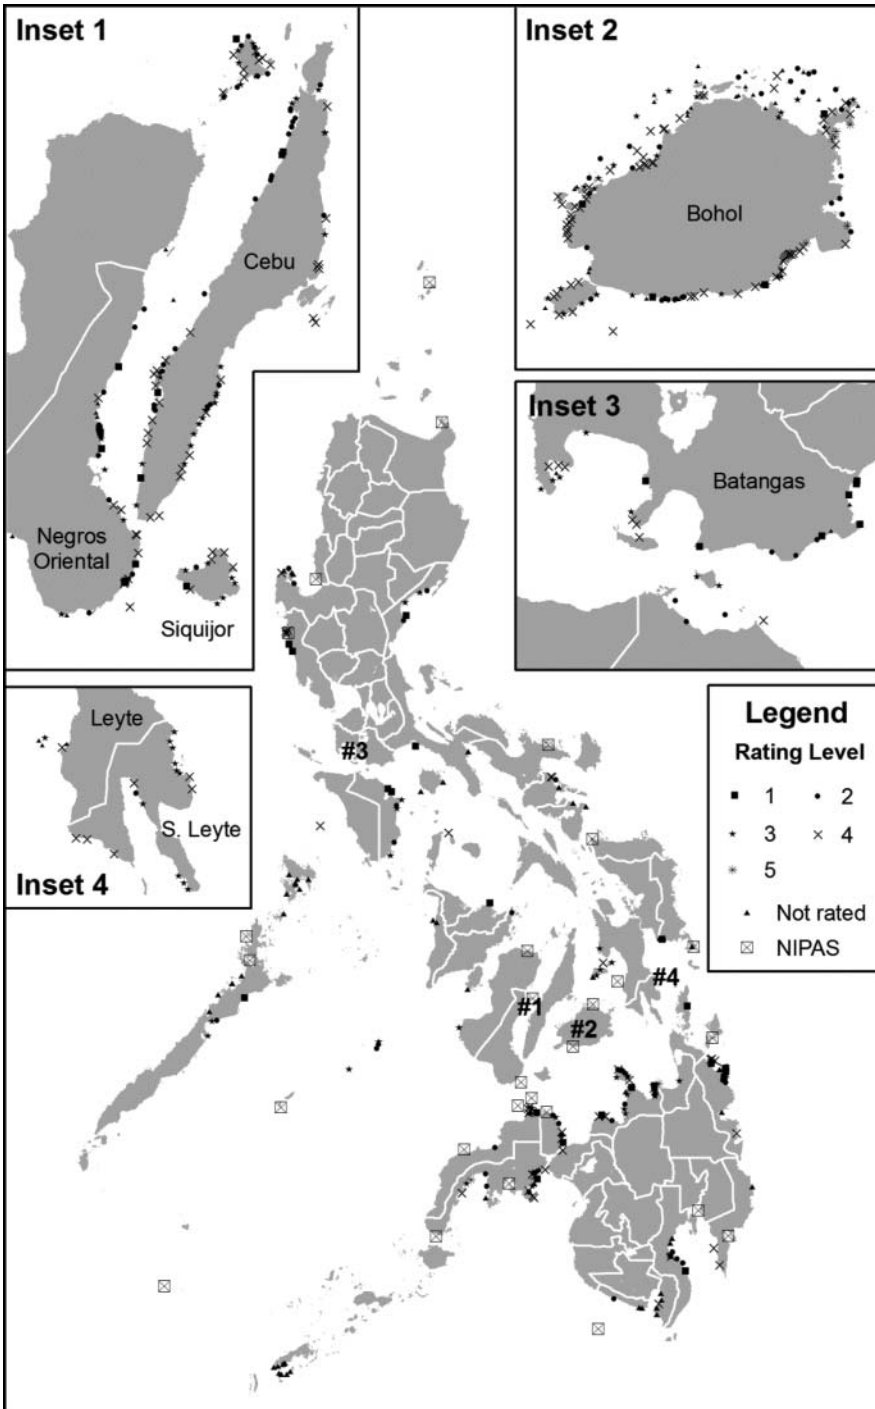 Inset 1
Cebu
Negros
Oriental
Siquijor
Inset 2
Bohol
Inset 3
Batangas
Leyte
S. Leyte
Inset 4
#3
#1
#2
#4
Legend
Rating Level
1
2
3
4
5
Not rated
NIPAS